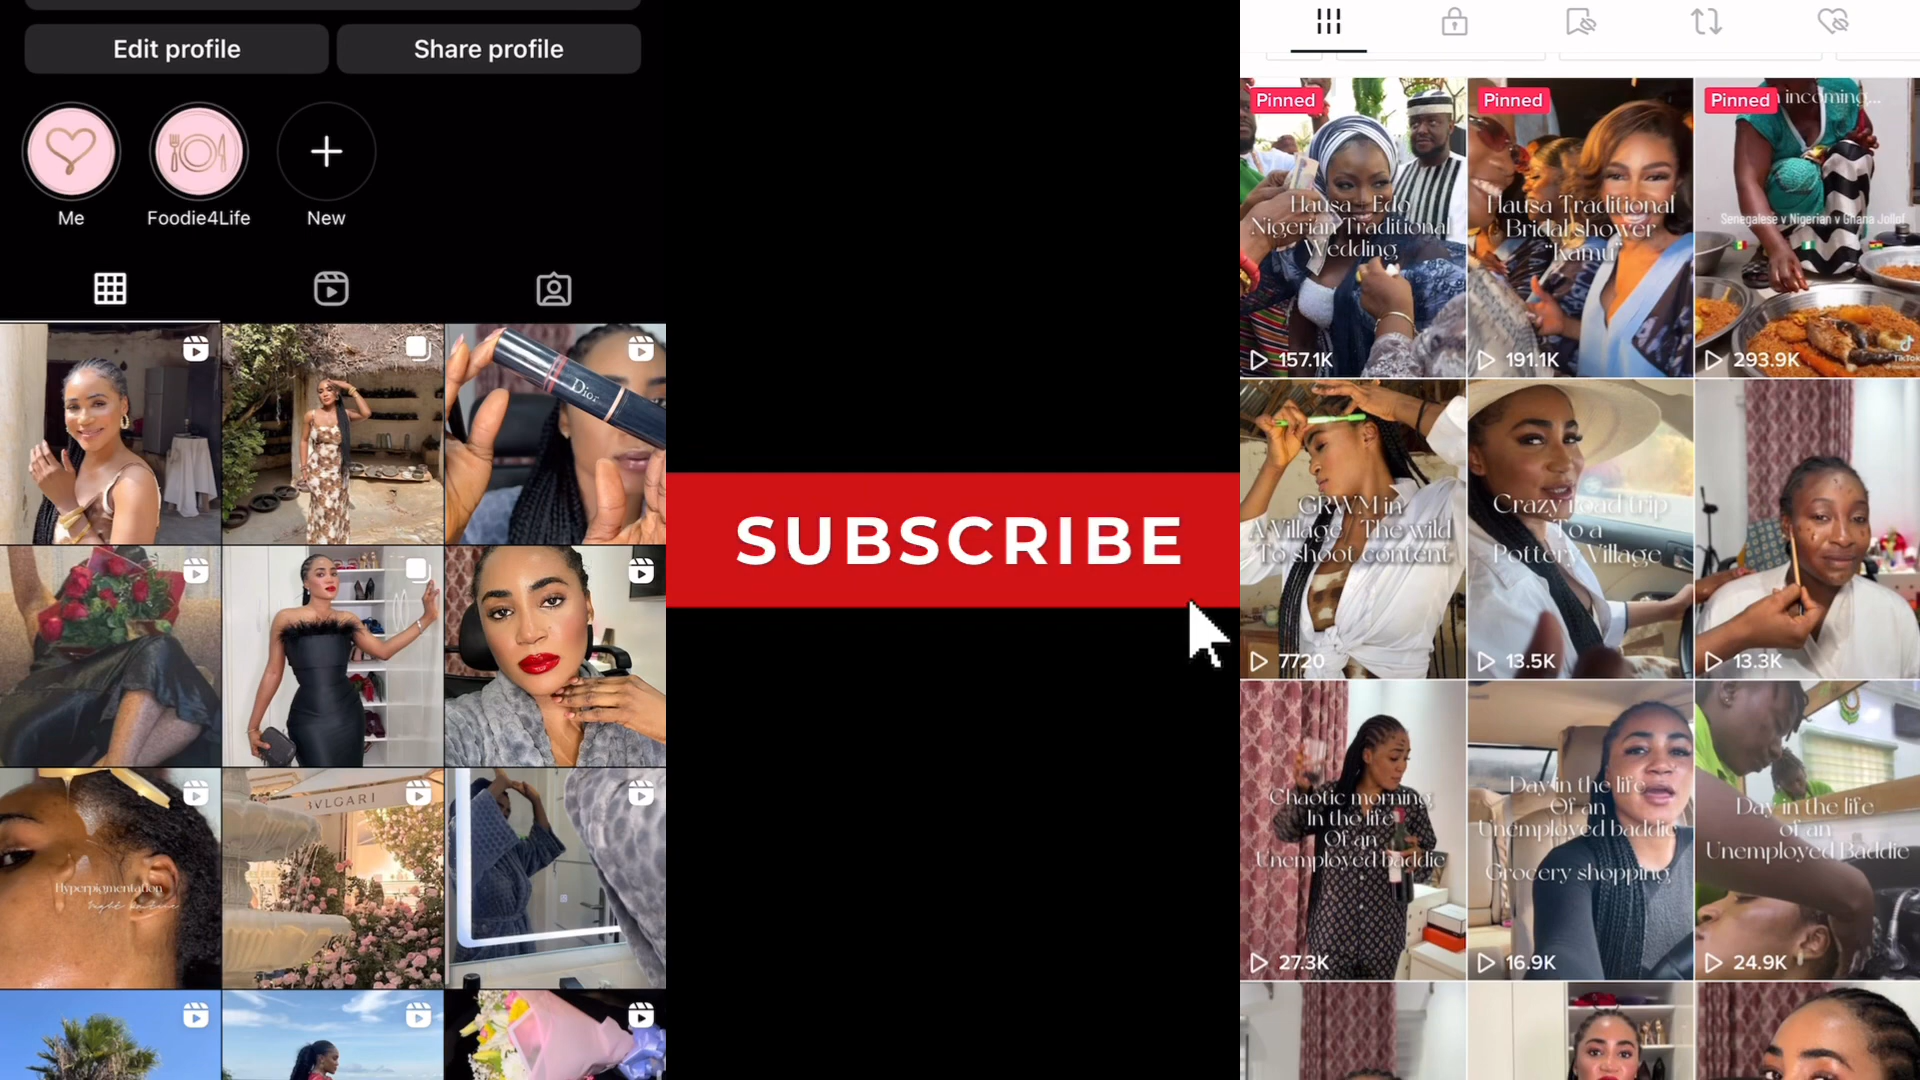 Edit profile
Share profile
Me
Foodie4Life
New
Dior
BVLGARI
Hyperpigmentation
SUBSCRIBE
Pinned
Hausa - Edo
Nigerian Traditional
Wedding
157.1K
Pinned
Hausa Traditional
Bridal shower
“Kamu”
191.1K
Pinned
incoming...
Senegalese v Nigerian v Ghana Jollof
TikTok
293.9K
GRWM in
A Village - The wild
To shoot content
7720
Crazy road trip
To a
Pottery Village
13.5K
13.3K
Chaotic morning
In the life
Of an
Unemployed baddie
27.3K
Day in the life
Of an
Unemployed baddie
Grocery shopping
16.9K
Day in the life
of an
Unemployed Baddie
24.9K